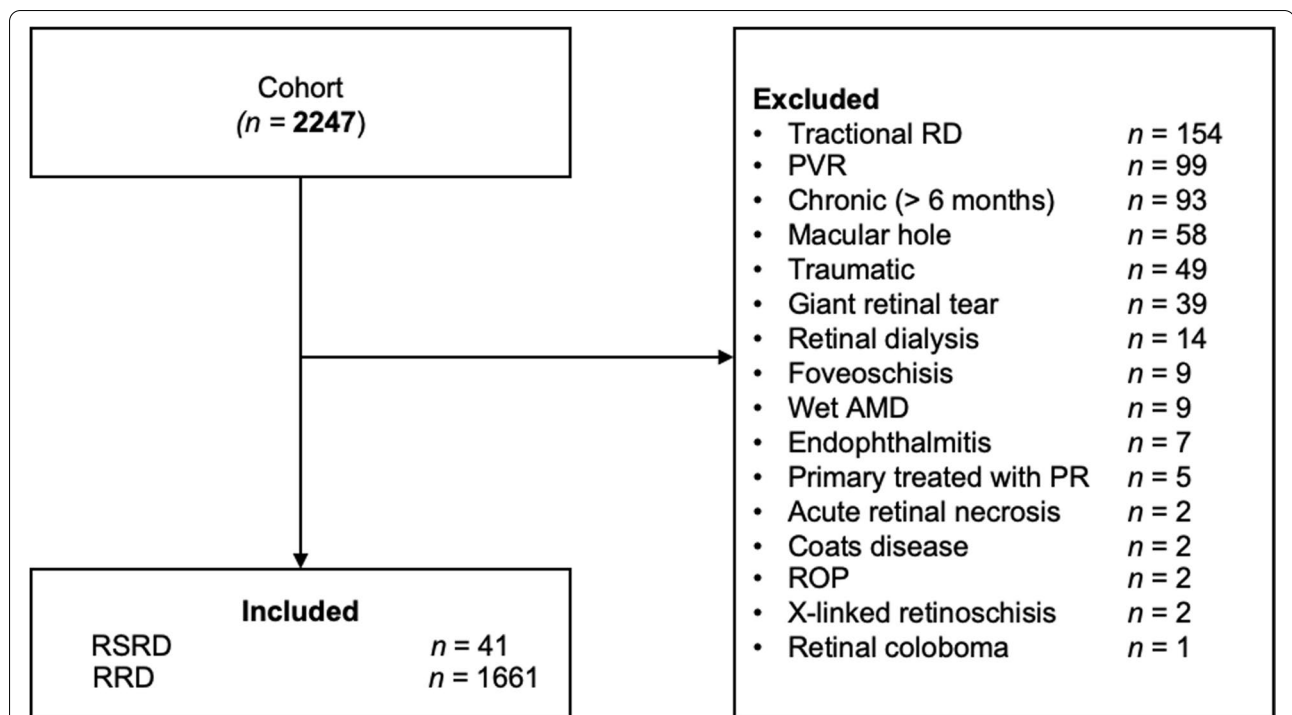 Cohort
(n = 2247)
Excluded
• Tractional RD n = 154
• PVR n = 99
• Chronic (> 6 months) n = 93
• Macular hole n = 58
• Traumatic n = 49
• Giant retinal tear n = 39
• Retinal dialysis n = 14
• Foveoschisis n = 9
• Wet AMD n = 9
• Endophthalmitis n = 7
• Primary treated with PR n = 5
• Acute retinal necrosis n = 2
• Coats disease n = 2
• ROP n = 2
• X-linked retinoschisis n = 2
• Retinal coloboma n = 1
Included
RSRD n = 41
RRD n = 1661